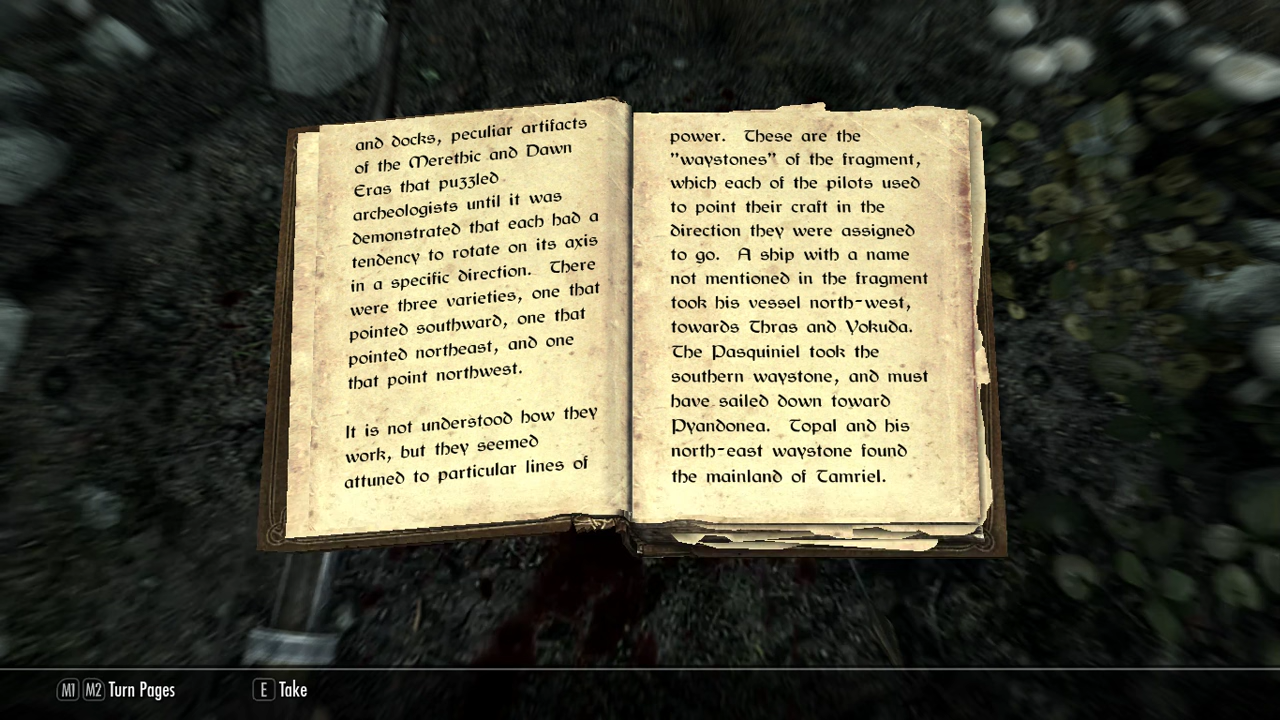 and docks, peculiar artifacts
of the Merethic and Dawn
Eras that puzzled
archeologists until it was
demonstrated that each had a
tendency to rotate on its axis
in a specific direction.  There
were three varieties, one that
pointed southward, one that
pointed northeast, and one
that point northwest.
It is not understood how they
work, but they seemed
attuned to particular lines of
power.  These are the
"waystones" of the fragment,
which each of the pilots used
to point their craft in the
direction they were assigned
to go.  A ship with a name
not mentioned in the fragment
took his vessel north-west,
towards Thras and Yokuda.
The Pasquiniel took the
southern waystone, and must
have sailed down toward
Pyandonea.  Topal and his
north-east waystone found
the mainland of Tamriel.
M1 M2 Turn Pages
E Take